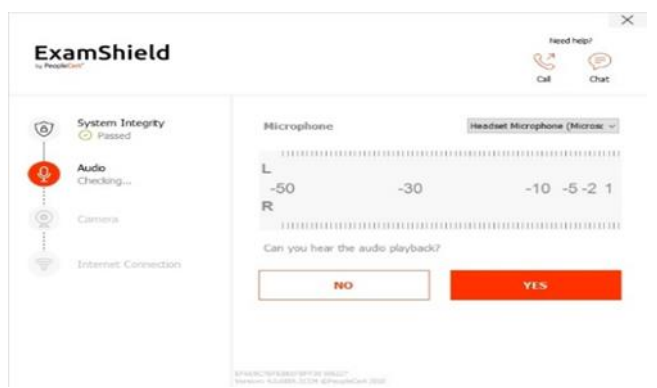 ExamShield
by PeopleCert
Need help?
Call
Chat
System Integrity
Passed
Audio
Checking...
Camera
Internet Connection
Microphone
Headset Microphone (Microsc
L
-50 -30 -10 -5 -2 1
R
Can you hear the audio playback?
NO
YES